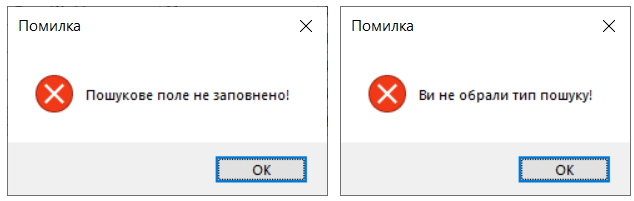 Помилка
Пошукове поле не заповнено!
OK
Помилка
Ви не обрали тип пошуку!
OK